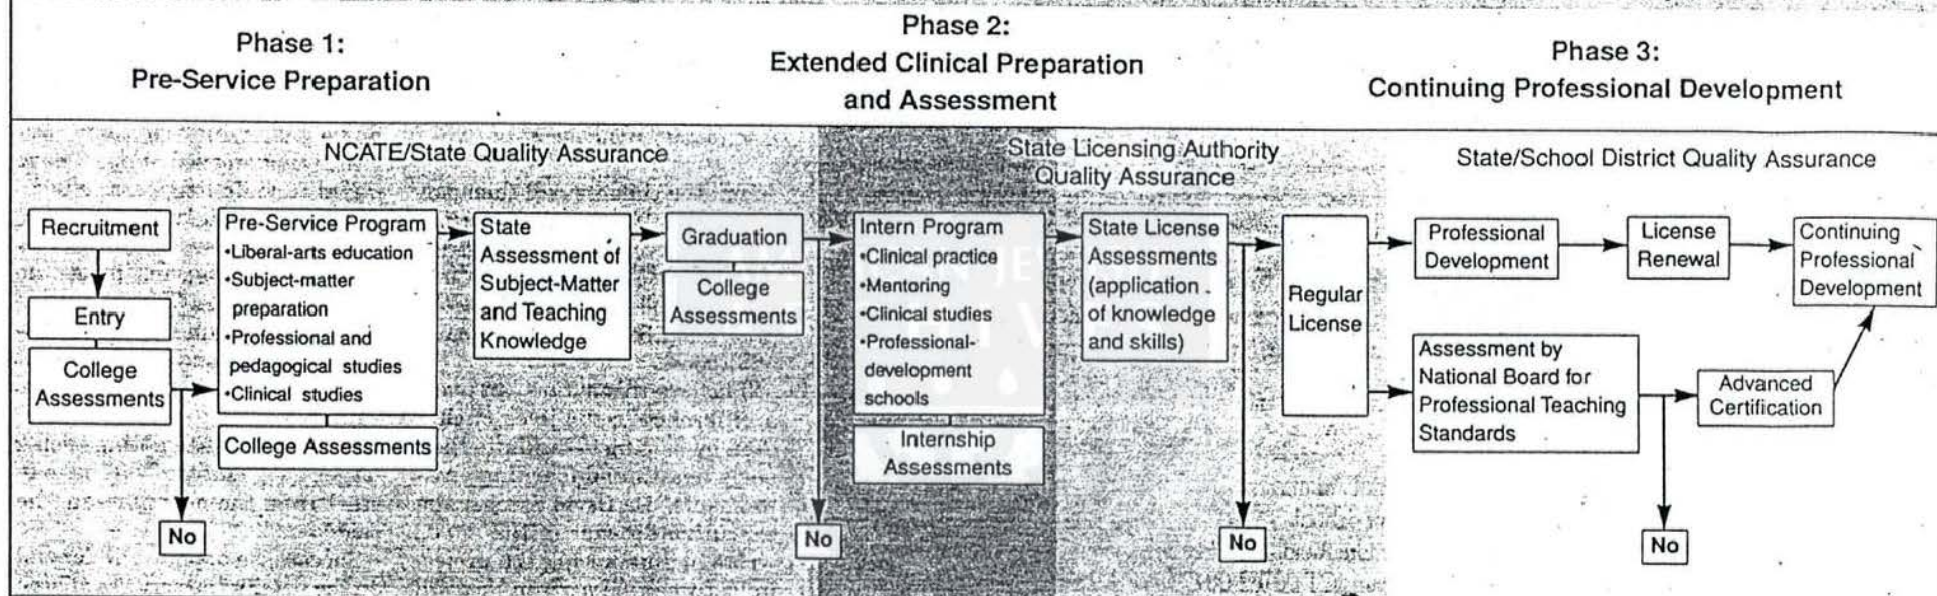 Phase 1:
Pre-Service Preparation
Phase 2:
Extended Clinical Preparation
and Assessment
Phase 3:
Continuing Professional Development
NCATE/State Quality Assurance
State Licensing Authority
Quality Assurance
State/School District Quality Assurance
Recruitment
Entry
College
Assessments
No
Pre-Service Program
•Liberal-arts education
•Subject-matter
preparation
•Professional and
pedagogical studies
•Clinical studies
College Assessments
State
Assessment of
Subject-Matter
and Teaching
Knowledge
Graduation
College
Assessments
No
Intern Program
•Clinical practice
•Mentoring
•Clinical studies
•Professional-
development
schools
Internship
Assessments
State License
Assessments
(application
of knowledge
and skills)
No
Regular
License
Professional
Development
License
Renewal
Continuing
Professional
Development
Assessment by
National Board for
Professional Teaching
Standards
No
Advanced
Certification